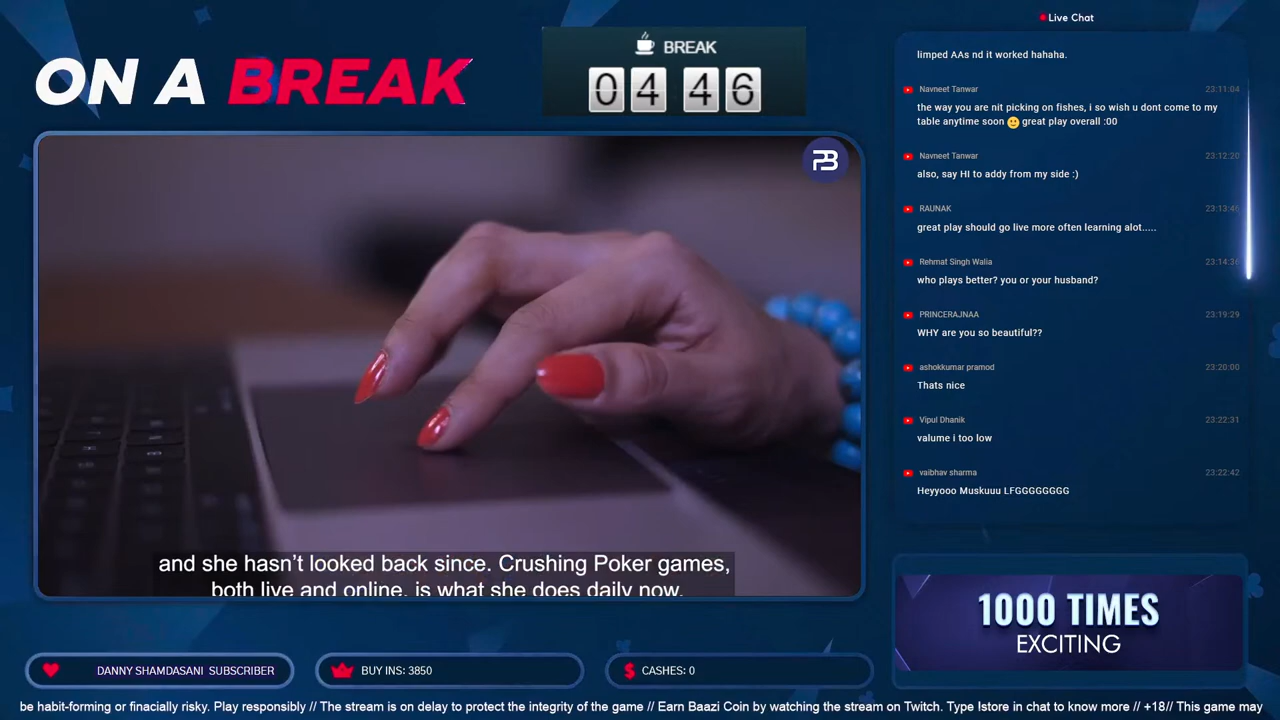 Live Chat
ON A BREAK
BREAK
04 46
limped AAs nd it worked hahaha.
Navneet Tanwar 23:11:04
the way you are nit picking on fishes, i so wish u dont come to my
table anytime soon 🙂 great play overall :00
Navneet Tanwar 23:12:20
also, say HI to addy from my side :)
RAUNAK 23:13:46
great play should go live more often learning alot.....
Rehmat Singh Walia 23:14:36
who plays better? you or your husband?
PRINCERAJNAA 23:19:29
WHY are you so beautiful??
ashokkumar pramod 23:20:00
Thats nice
Vipul Dhanik 23:22:31
valume i too low
vaibhav sharma 23:22:42
Heyyooo Muskuuu LFGGGGGGGG
PB
and she hasn't looked back since. Crushing Poker games,
both live and online, is what she does daily now.
1000 TIMES
EXCITING
DANNY SHAMDASANI SUBSCRIBER
BUY INS: 3850
CASHES: 0
be habit-forming or finacially risky. Play responsibly // The stream is on delay to protect the integrity of the game // Earn Baazi Coin by watching the stream on Twitch. Type !store in chat to know more // +18// This game may